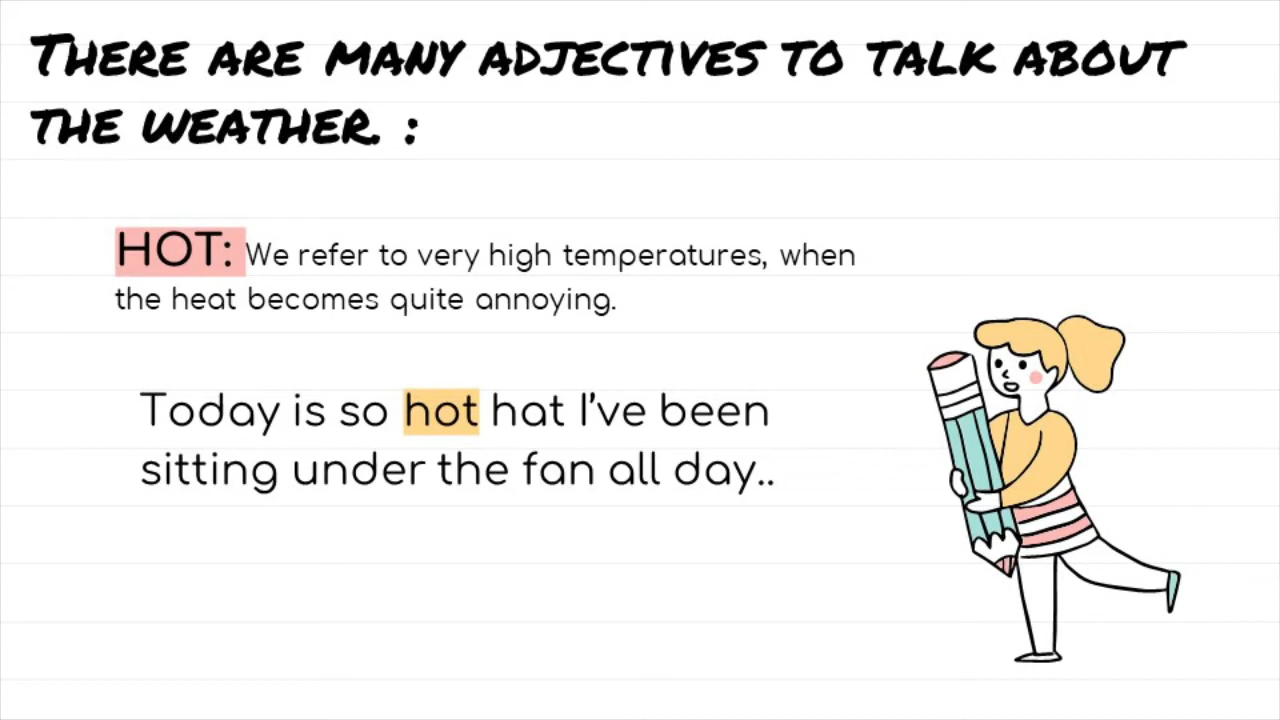 THERE ARE MANY ADJECTIVES TO TALK ABOUT
THE WEATHER. :
HOT: We refer to very high temperatures, when
the heat becomes quite annoying.
Today is so hot hat I've been
sitting under the fan all day..